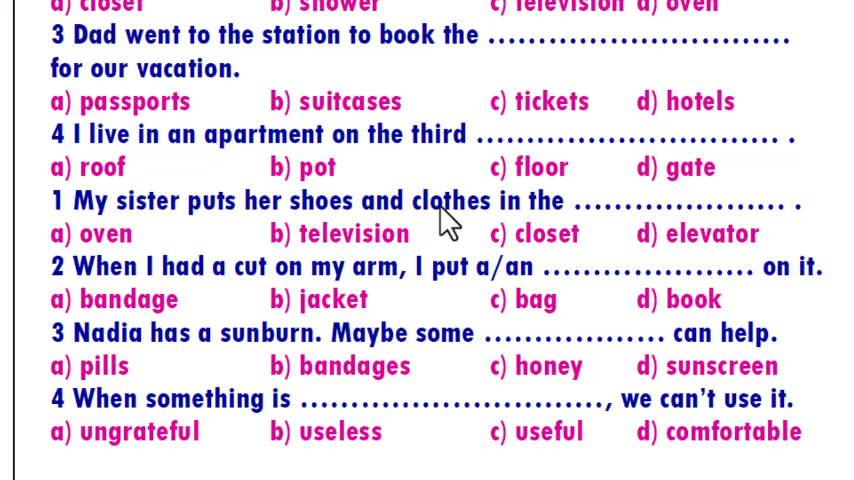 a) closet b) shower c) television d) oven
3 Dad went to the station to book the ..............................
for our vacation.
a) passports b) suitcases c) tickets d) hotels
4 I live in an apartment on the third .............................. .
a) roof b) pot c) floor d) gate
1 My sister puts her shoes and clothes in the ..................... .
a) oven b) television c) closet d) elevator
2 When I had a cut on my arm, I put a/an ..................... on it.
a) bandage b) jacket c) bag d) book
3 Nadia has a sunburn. Maybe some .................. can help.
a) pills b) bandages c) honey d) sunscreen
4 When something is .............................., we can’t use it.
a) ungrateful b) useless c) useful d) comfortable